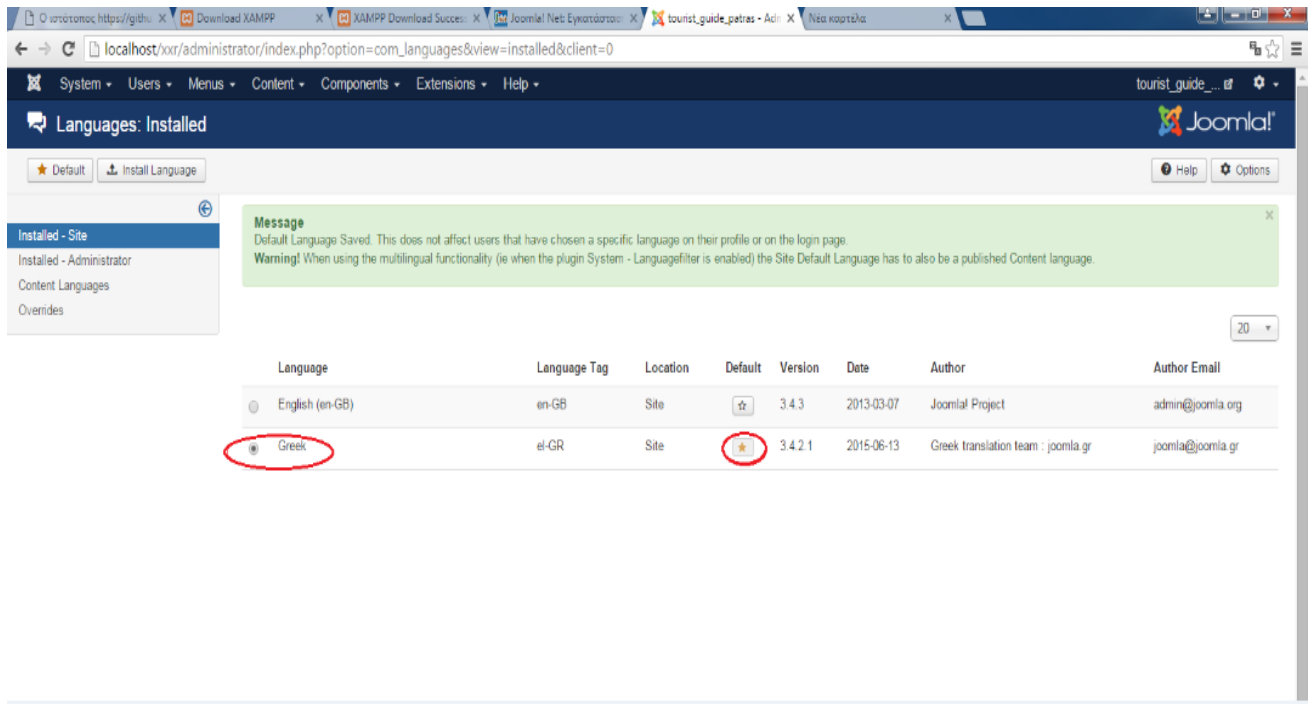 Ο ιστότοπος https://githu
Download XAMPP
XAMPP Download Success
Joomla! Net: Εγκατάσταση
tourist_guide_patras - Adm
Νέα καρτέλα
localhost/xxr/administrator/index.php?option=com_languages&view=installed&client=0
System Users Menus Content Components Extensions Help tourist_guide_...
Languages: Installed
Joomla!
Default Install Language Help Options
Installed - Site
Installed - Administrator
Content Languages
Overrides
Message
Default Language Saved. This does not affect users that have chosen a specific language on their profile or on the login page.
Warning! When using the multilingual functionality (ie when the plugin System - Languagefilter is enabled) the Site Default Language has to also be a published Content language.
20
Language Language Tag Location Default Version Date Author Author Email
English (en-GB) en-GB Site 3.4.3 2013-03-07 Joomla! Project admin@joomla.org
Greek el-GR Site 3.4.2.1 2015-06-13 Greek translation team : joomla.gr joomla@joomla.gr